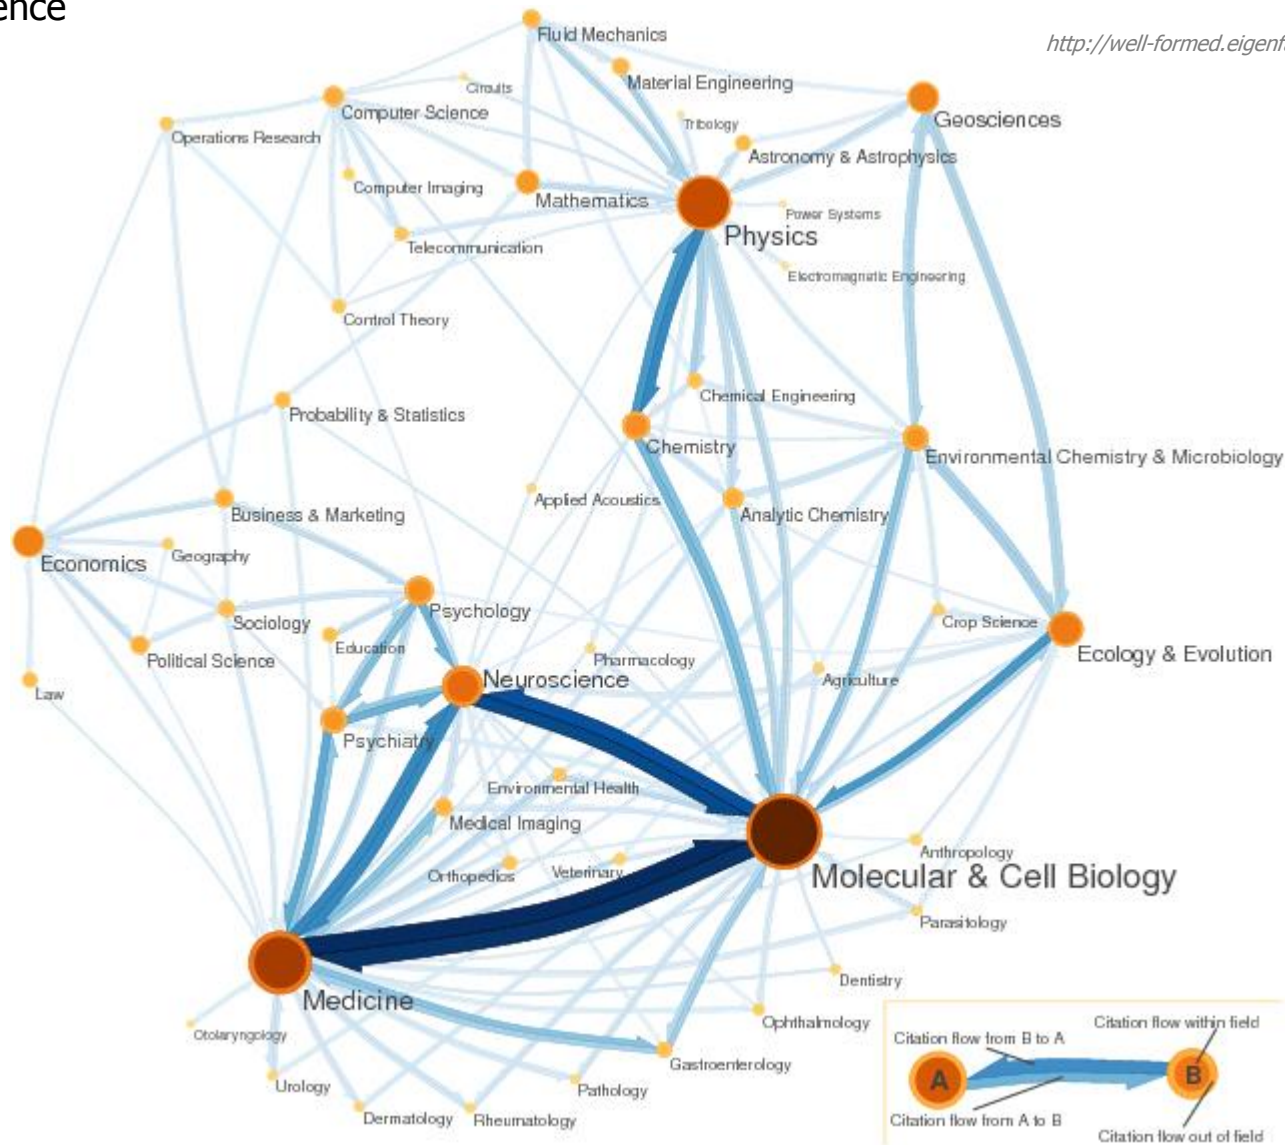 ence
http://well-formed.eigenf
Fluid Mechanics
Material Engineering
Circuits
Computer Science
Tribology
Geosciences
Operations Research
Astronomy & Astrophysics
Computer Imaging
Mathematics
Power Systems
Physics
Telecommunication
Electromagnetic Engineering
Control Theory
Chemical Engineering
Probability & Statistics
Chemistry
Environmental Chemistry & Microbiology
Applied Acoustics
Business & Marketing
Analytic Chemistry
Geography
Economics
Psychology
Sociology
Crop Science
Education
Political Science
Pharmacology
Ecology & Evolution
Neuroscience
Agriculture
Law
Psychiatry
Environmental Health
Medical Imaging
Anthropology
Orthopedics
Veterinary
Molecular & Cell Biology
Parasitology
Dentistry
Medicine
Ophthalmology
Otolaryngology
Gastroenterology
Urology
Pathology
Dermatology
Rheumatology
Citation flow within field
Citation flow from B to A
A
B
Citation flow from A to B
Citation flow out of field